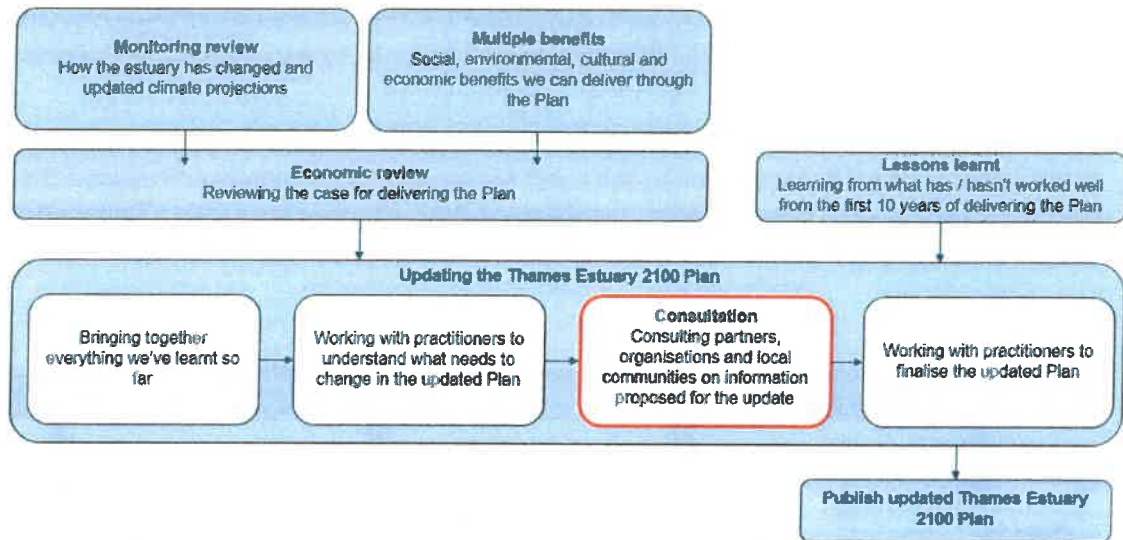 Monitoring review
How the estuary has changed and
updated climate projections
Multiple benefits
Social, environmental, cultural and
economic benefits we can deliver through
the Plan
Economic review
Reviewing the case for delivering the Plan
Lessons learnt
Learning from what has / hasn't worked well
from the first 10 years of delivering the Plan
Updating the Thames Estuary 2100 Plan
Bringing together
everything we've learnt so
far
Working with practitioners to
understand what needs to
change in the updated Plan
Consultation
Consulting partners,
organisations and local
communities on information
proposed for the update
Working with practitioners to
finalise the updated Plan
Publish updated Thames Estuary
2100 Plan